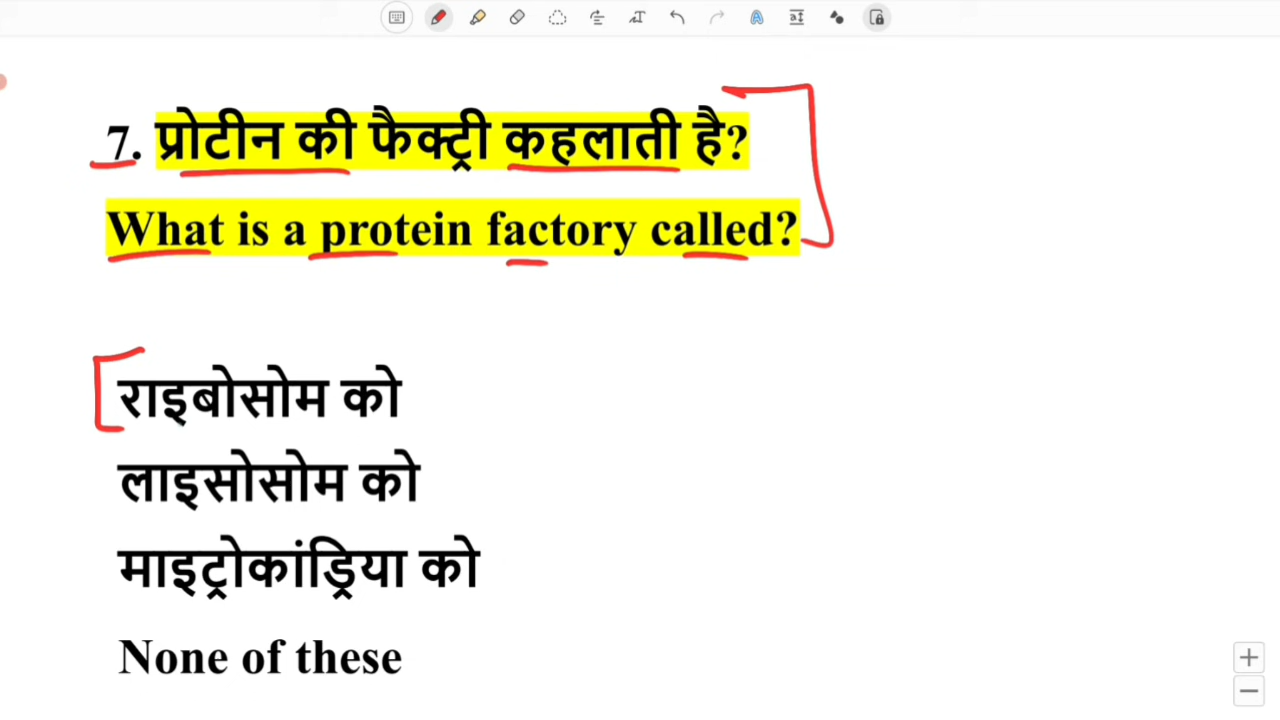 7. प्रोटीन की फैक्ट्री कहलाती है?
What is a protein factory called?
राइबोसोम को
लाइसोसोम को
माइट्रोकांड्रिया को
None of these